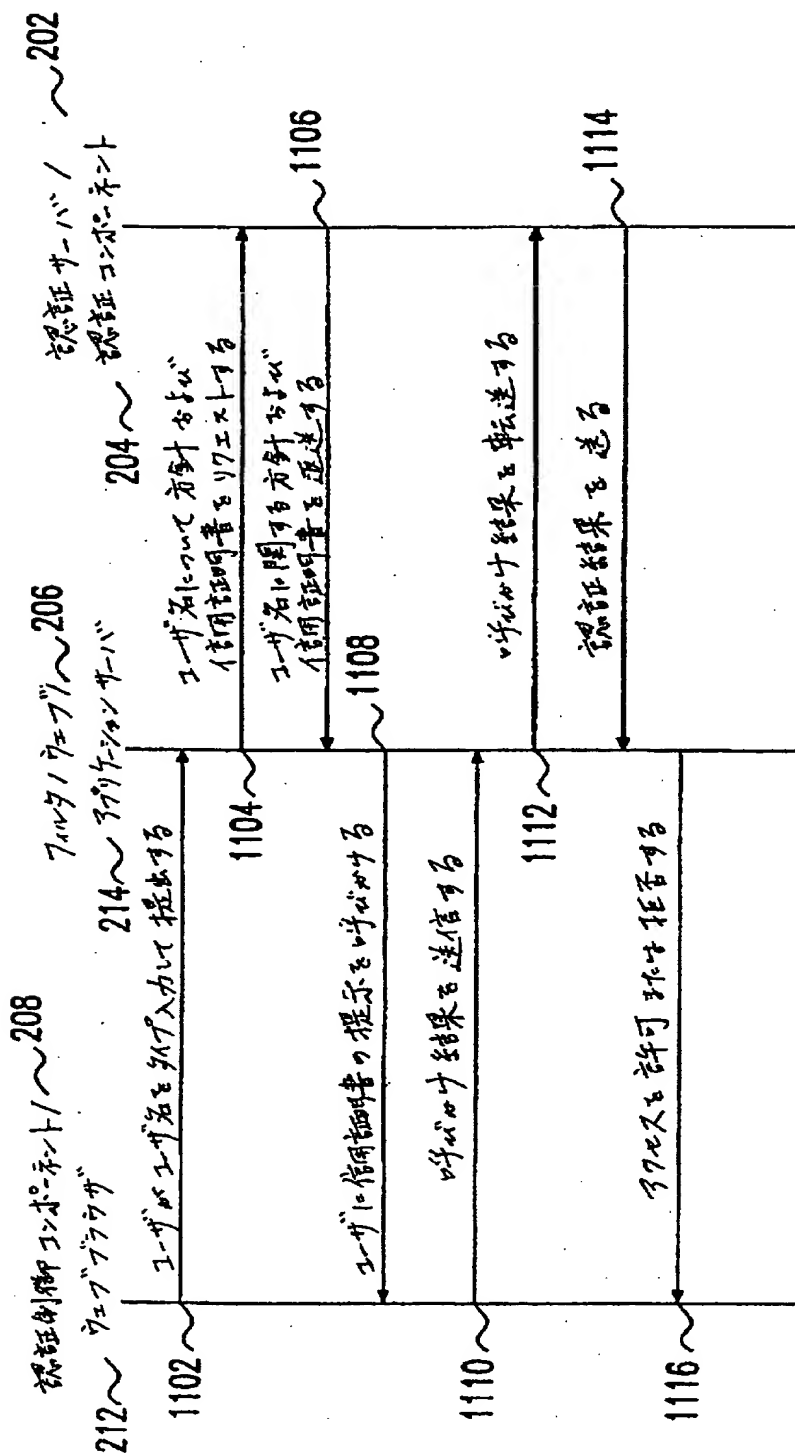 認証制御コンポーネント/ 208
212 ウェブブラウザ
フィルタ/ウェブ/ 206
214 アプリケーションサーバ
認証サーバ/ 202
204 認証コンポーネント
1102
ユーザがユーザ名をタイプ入力して提出する
1104
ユーザ名について方針および
信用証明書をリクエストする
1106
ユーザ名に関する方針および
信用証明書を返送する
1108
ユーザに信用証明書の提示を呼びかける
1110
呼びかけ結果を送信する
1112
呼びかけ結果を転送する
1114
認証結果を送る
1116
アクセスを許可または拒否する